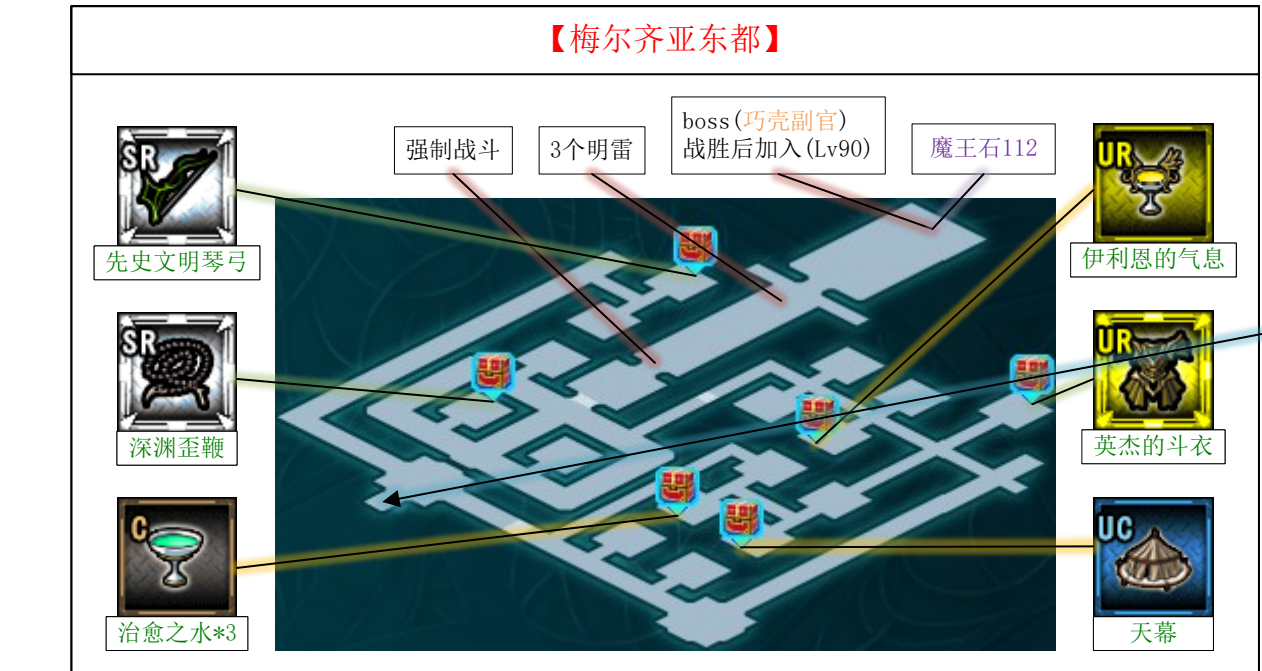 【梅尔齐亚东都】
强制战斗
3个明雷
boss(巧壳副官)
战胜后加入(Lv90)
魔王石112
SR
先史文明琴弓
UR
伊利恩的气息
SR
深渊歪鞭
UR
英杰的斗衣
C
治愈之水*3
UC
天幕